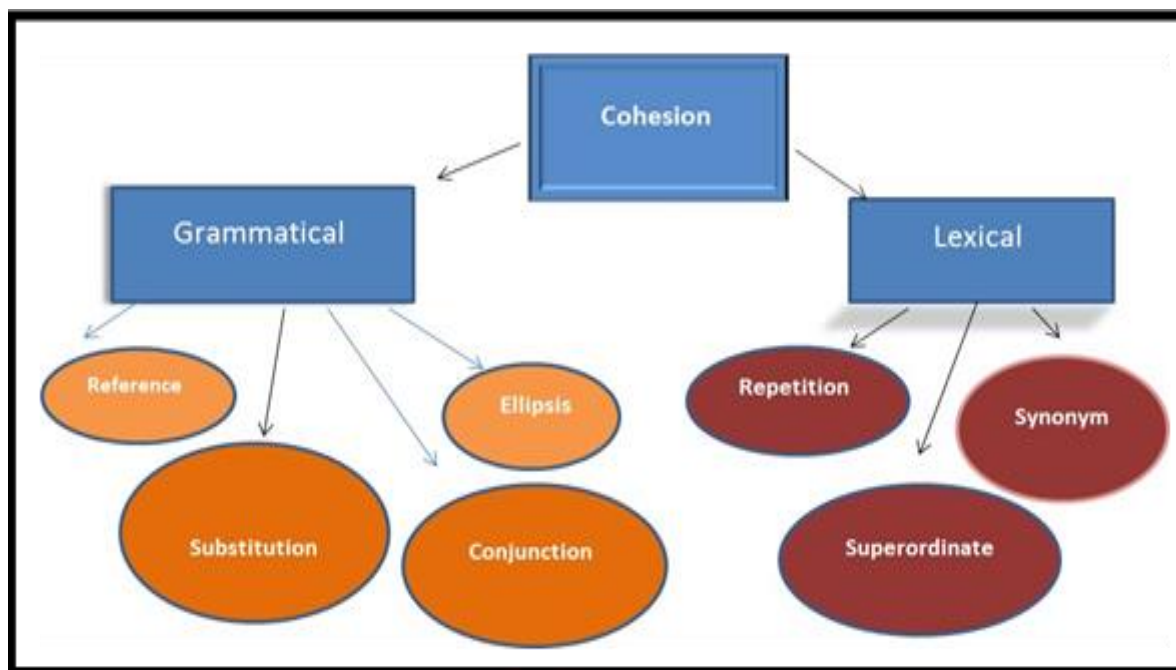 Cohesion
Grammatical
Lexical
Reference
Ellipsis
Repetition
Synonym
Substitution
Conjunction
Superordinate